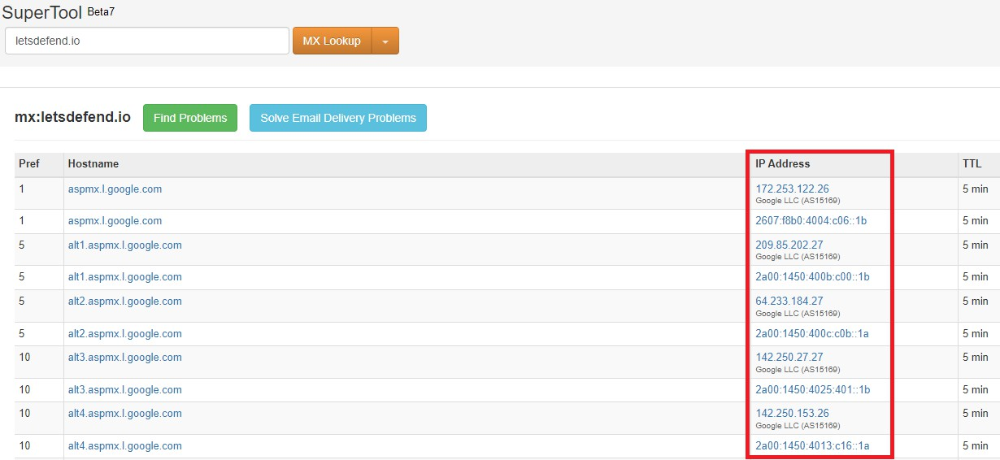 SuperTool Beta7
letsdefend.io MX Lookup
mx:letsdefend.io Find Problems Solve Email Delivery Problems
Pref Hostname IP Address TTL
1 aspmx.l.google.com 172.253.122.26 5 min
Google LLC (AS15169)
1 aspmx.l.google.com 2607:f8b0:4004:c06::1b 5 min
5 alt1.aspmx.l.google.com 209.85.202.27 5 min
Google LLC (AS15169)
5 alt1.aspmx.l.google.com 2a00:1450:400b:c00::1b 5 min
5 alt2.aspmx.l.google.com 64.233.184.27 5 min
Google LLC (AS15169)
5 alt2.aspmx.l.google.com 2a00:1450:400c:c0b::1a 5 min
10 alt3.aspmx.l.google.com 142.250.27.27 5 min
Google LLC (AS15169)
10 alt3.aspmx.l.google.com 2a00:1450:4025:401::1b 5 min
10 alt4.aspmx.l.google.com 142.250.153.26 5 min
Google LLC (AS15169)
10 alt4.aspmx.l.google.com 2a00:1450:4013:c16::1a 5 min